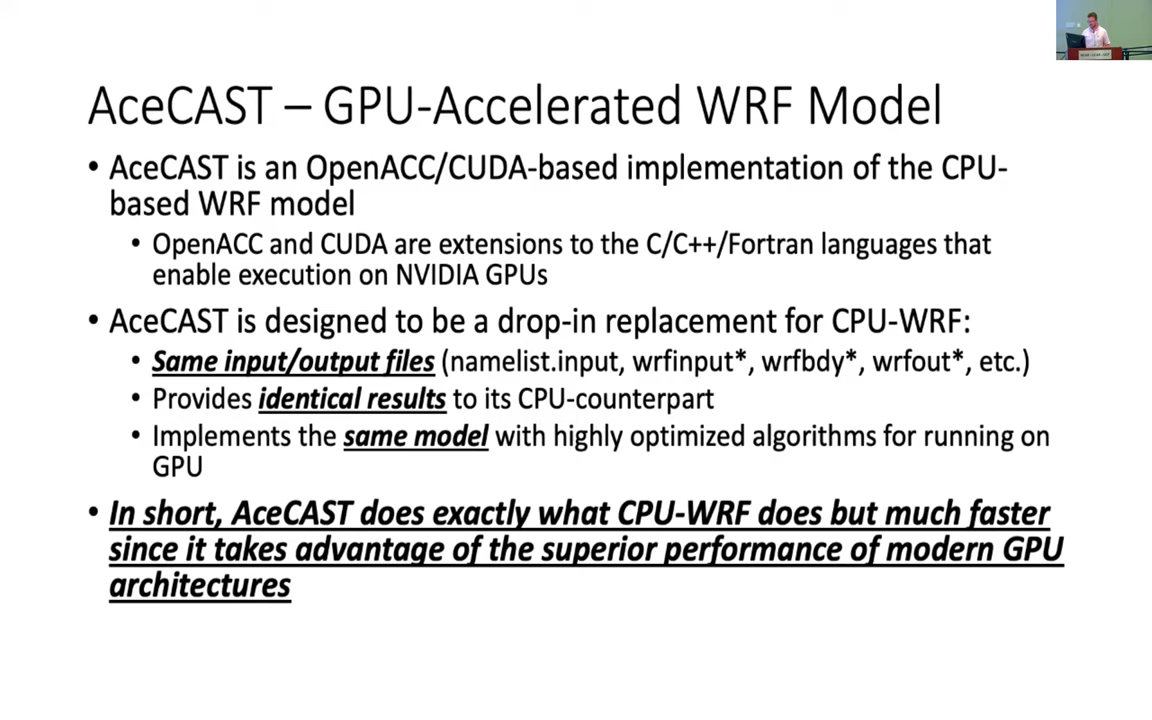 AceCAST – GPU-Accelerated WRF Model
• AceCAST is an OpenACC/CUDA-based implementation of the CPU-
based WRF model
• OpenACC and CUDA are extensions to the C/C++/Fortran languages that
enable execution on NVIDIA GPUs
• AceCAST is designed to be a drop-in replacement for CPU-WRF:
• Same input/output files (namelist.input, wrfinput*, wrfbdy*, wrfout*, etc.)
• Provides identical results to its CPU-counterpart
• Implements the same model with highly optimized algorithms for running on
GPU
• In short, AceCAST does exactly what CPU-WRF does but much faster
since it takes advantage of the superior performance of modern GPU
architectures